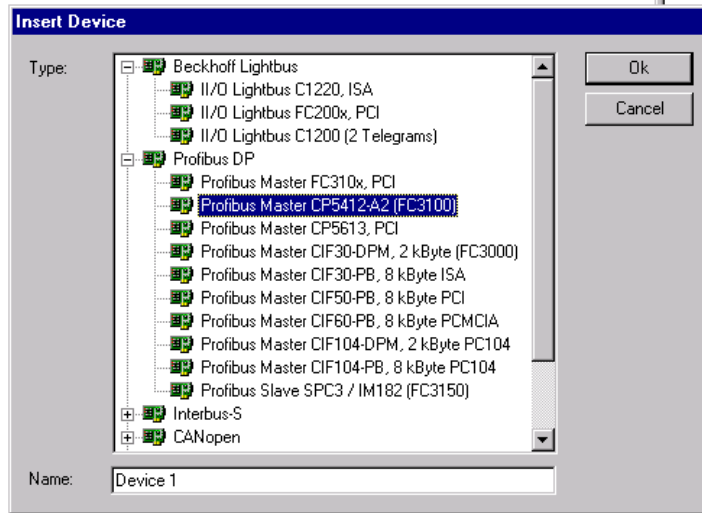 Insert Device
Type:
Beckhoff Lightbus
II/O Lightbus C1220, ISA
II/O Lightbus FC200x, PCI
II/O Lightbus C1200 (2 Telegrams)
Profibus DP
Profibus Master FC310x, PCI
Profibus Master CP5412-A2 (FC3100)
Profibus Master CP5613, PCI
Profibus Master CIF30-DPM, 2 kByte (FC3000)
Profibus Master CIF30-PB, 8 kByte ISA
Profibus Master CIF50-PB, 8 kByte PCI
Profibus Master CIF60-PB, 8 kByte PCMCIA
Profibus Master CIF104-DPM, 2 kByte PC104
Profibus Master CIF104-PB, 8 kByte PC104
Profibus Slave SPC3 / IM182 (FC3150)
Interbus-S
CANopen
Ok
Cancel
Name:
Device 1